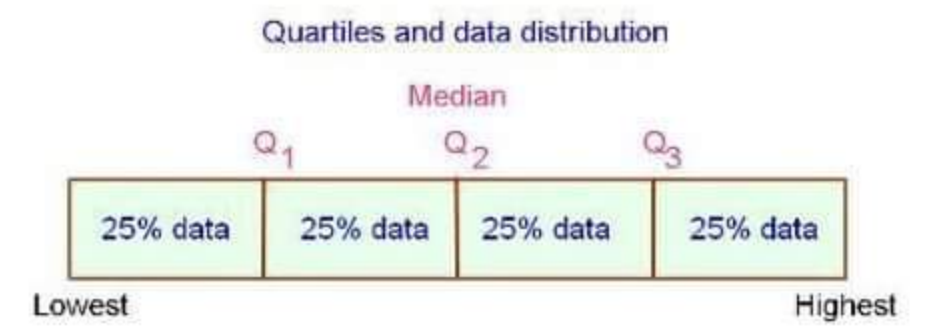 Quartiles and data distribution
Median
Q1 Q2 Q3
25% data 25% data 25% data 25% data
Lowest Highest